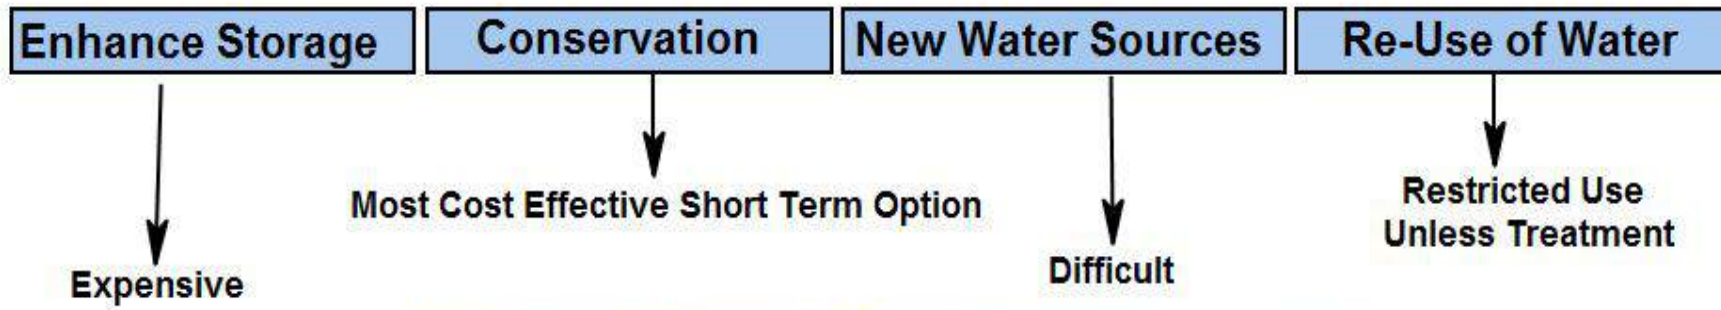 Enhance Storage
Conservation
New Water Sources
Re-Use of Water
Most Cost Effective Short Term Option
Restricted Use
Unless Treatment
Difficult
Expensive